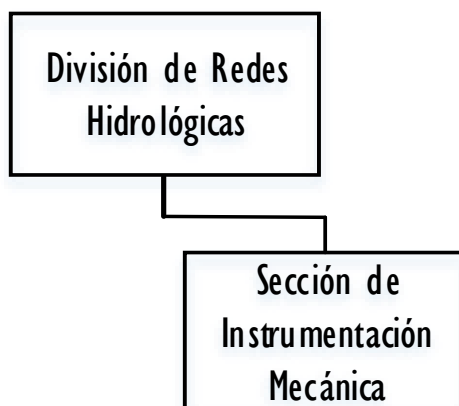 División de Redes
Hidrológicas
Sección de
Instrumentación
Mecánica